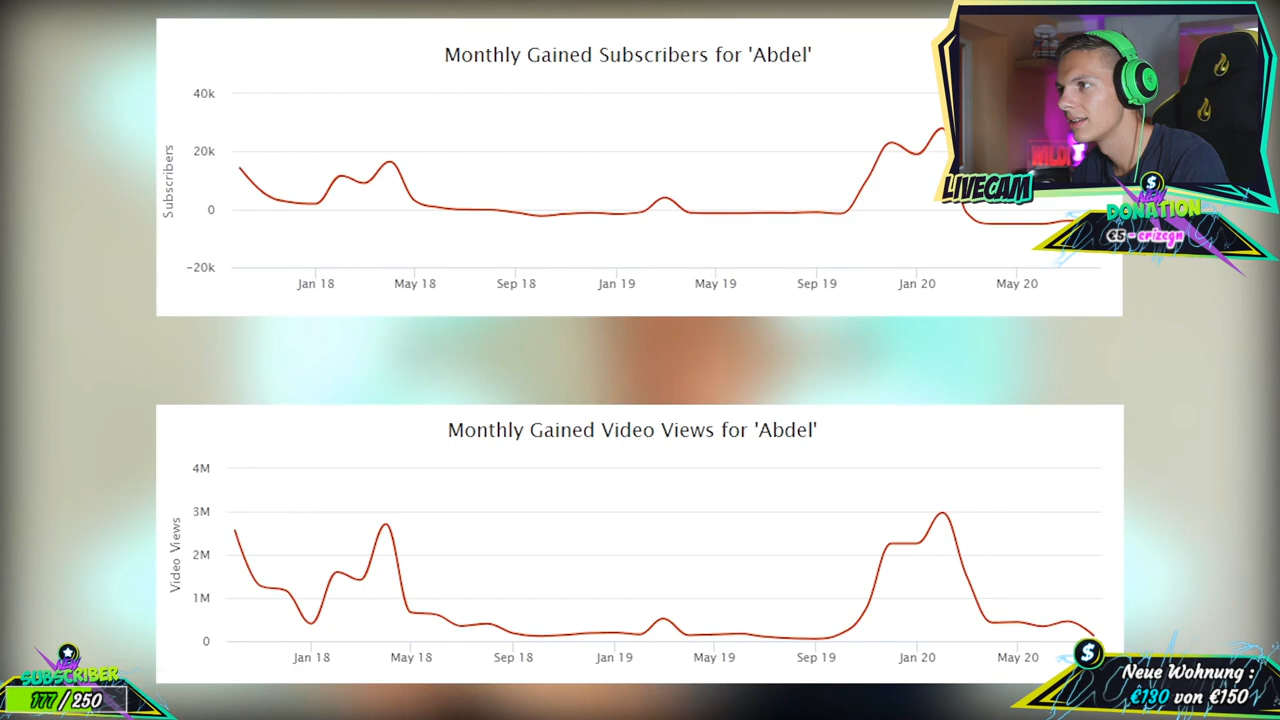 Monthly Gained Subscribers for 'Abdel'
40k
20k
0
-20k
Subscribers
Jan 18 May 18 Sep 18 Jan 19 May 19 Sep 19 Jan 20 May 20
LIVECAM
$
NEW
DONATION
€5 - crizcgn
Monthly Gained Video Views for 'Abdel'
4M
3M
2M
1M
0
Video Views
Jan 18 May 18 Sep 18 Jan 19 May 19 Sep 19 Jan 20 May 20
NEW
SUBSCRIBER
177 / 250
$
Neue Wohnung :
€130 von €150